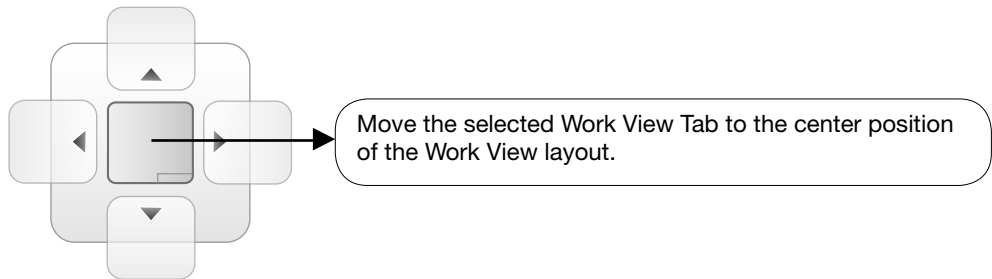 Move the selected Work View Tab to the center position
of the Work View layout.